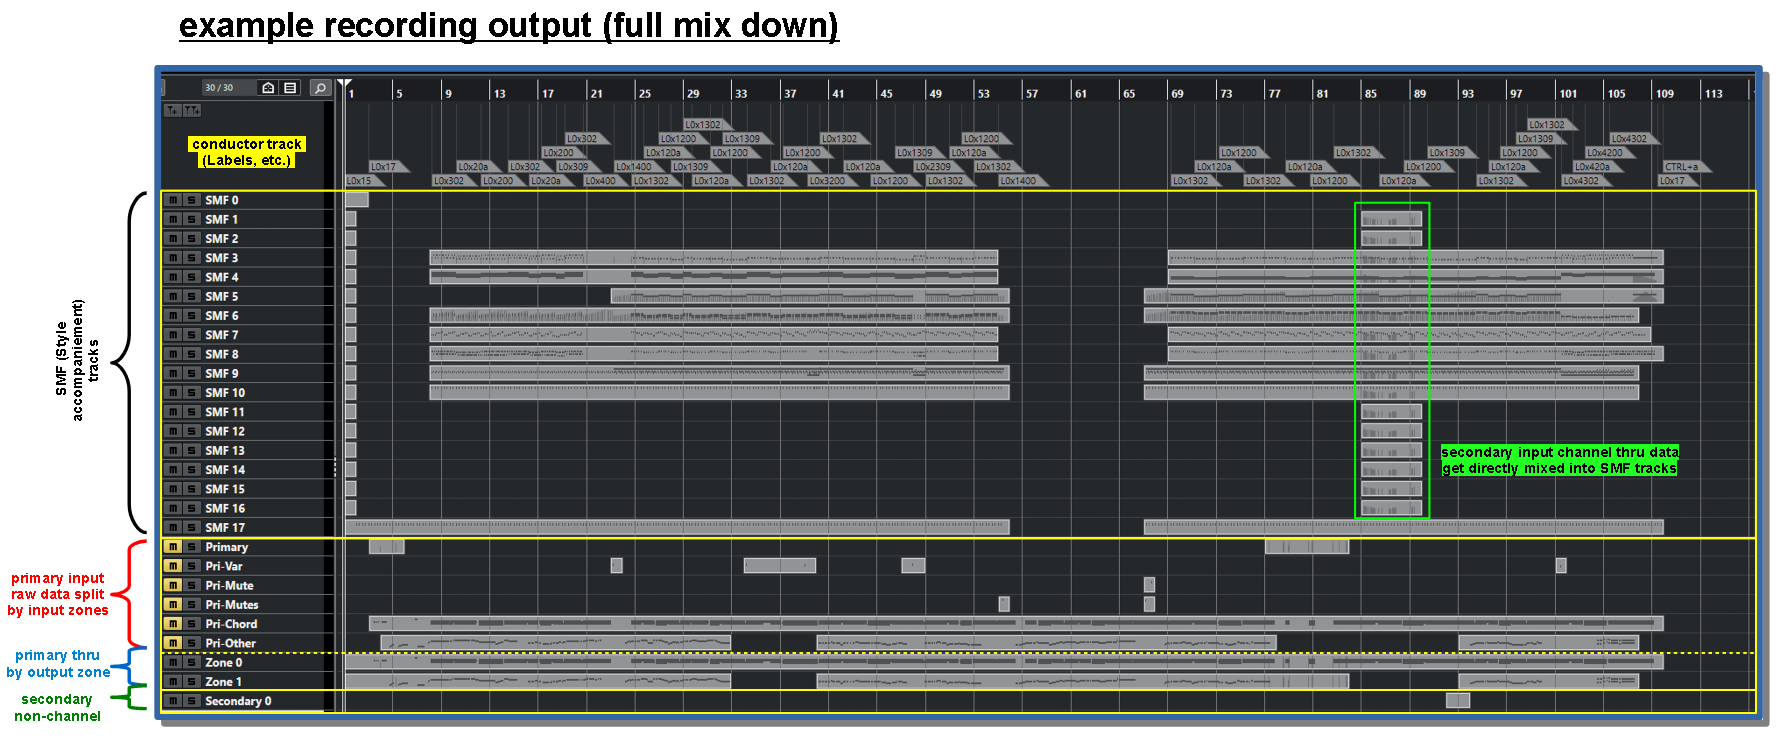 example recording output (full mix down)
30 / 30
1 5 9 13 17 21 25 29 33 37 41 45 49 53 57 61 65 69 73 77 81 85 89 93 97 101 105 109 113
conductor track
(Labels, etc.)
L0x1302 L0x1302
L0x302 L0x1200 L0x1309 L0x1302 L0x1200 L0x1309 L0x4302
L0x200 L0x120a L0x1200 L0x1200 L0x1309 L0x120a L0x1200 L0x1302 L0x1309 L0x1200 L0x4200
L0x17 L0x20a L0x302 L0x309 L0x1400 L0x1309 L0x120a L0x120a L0x2309 L0x1302 L0x120a L0x120a L0x1200 L0x120a L0x420a CTRL+a
L0x15 L0x302 L0x200 L0x20a L0x400 L0x1302 L0x120a L0x1302 L0x3200 L0x1200 L0x1302 L0x1400 L0x1302 L0x1302 L0x1200 L0x120a L0x1302 L0x4302 L0x17
SMF (Style
accompaniement)
tracks
m S SMF 0
m S SMF 1
m S SMF 2
m S SMF 3
m S SMF 4
m S SMF 5
m S SMF 6
m S SMF 7
m S SMF 8
m S SMF 9
m S SMF 10
m S SMF 11
m S SMF 12
m S SMF 13
m S SMF 14
m S SMF 15
m S SMF 16
m S SMF 17
secondary input channel thru data
get directly mixed into SMF tracks
primary input
raw data split
by input zones
m S Primary
m S Pri-Var
m S Pri-Mute
m S Pri-Mutes
m S Pri-Chord
m S Pri-Other
primary thru
by output zone
m S Zone 0
m S Zone 1
secondary
non-channel
m S Secondary 0